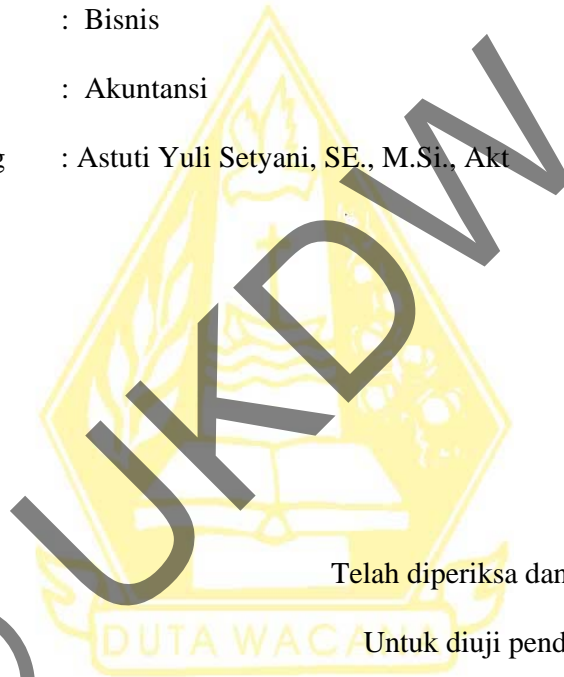 : Bisnis
: Akuntansi
: Astuti Yuli Setyani, SE., M.Si., Akt
UKDW
Telah diperiksa dan
DUTA WACANA
Untuk diuji pend